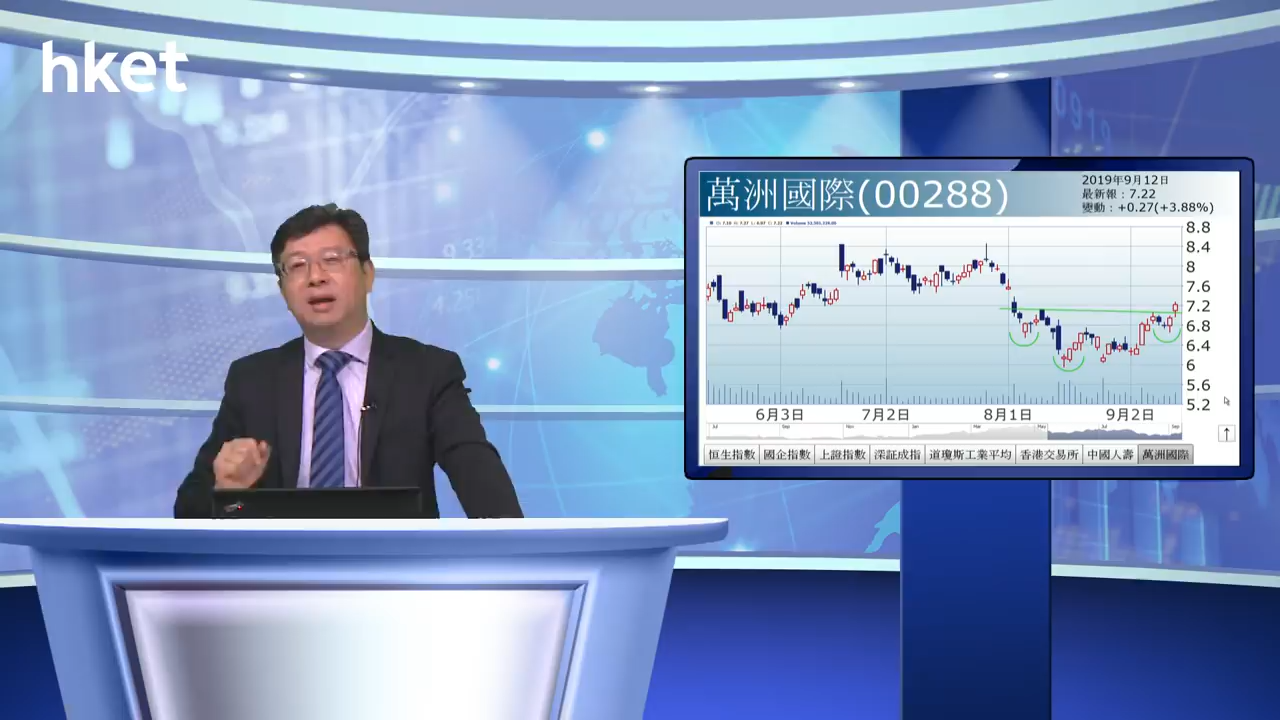 hket
萬洲國際(00288)
2019年9月12日
最新報：7.22
變動：+0.27(+3.88%)
8.8
8.4
8
7.6
7.2
6.8
6.4
6
5.6
5.2
6月3日
7月2日
8月1日
9月2日
恒生指數
國企指數
上證指數
深証成指
道瓊斯工業平均
香港交易所
中國人壽
萬洲國際